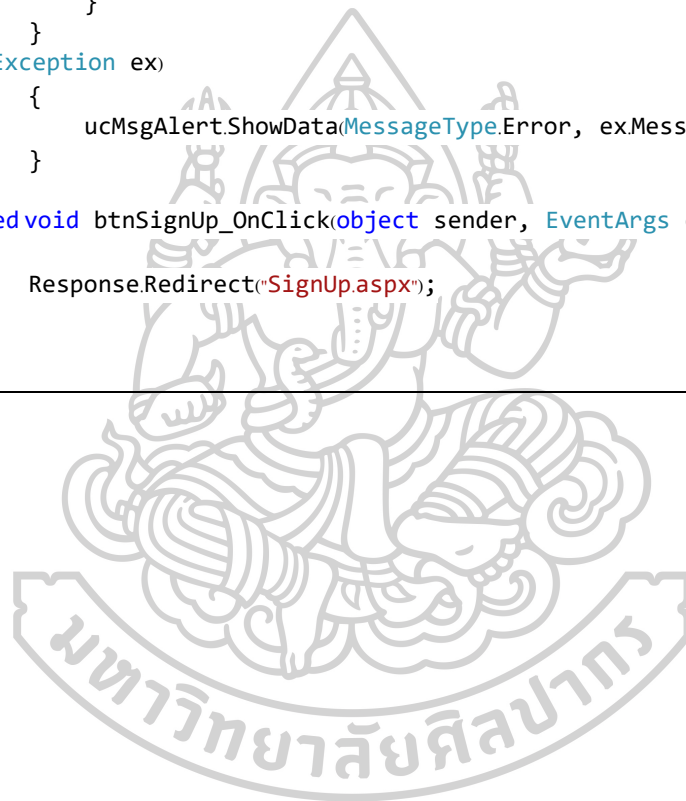 }
}
Exception ex)
{
ucMsgAlert.ShowData(MessageType.Error, ex.Mess
}
ed void btnSignUp_OnClick(object sender, EventArgs
Response.Redirect("SignUp.aspx");
มหาวิทยาลัยศิลปากร